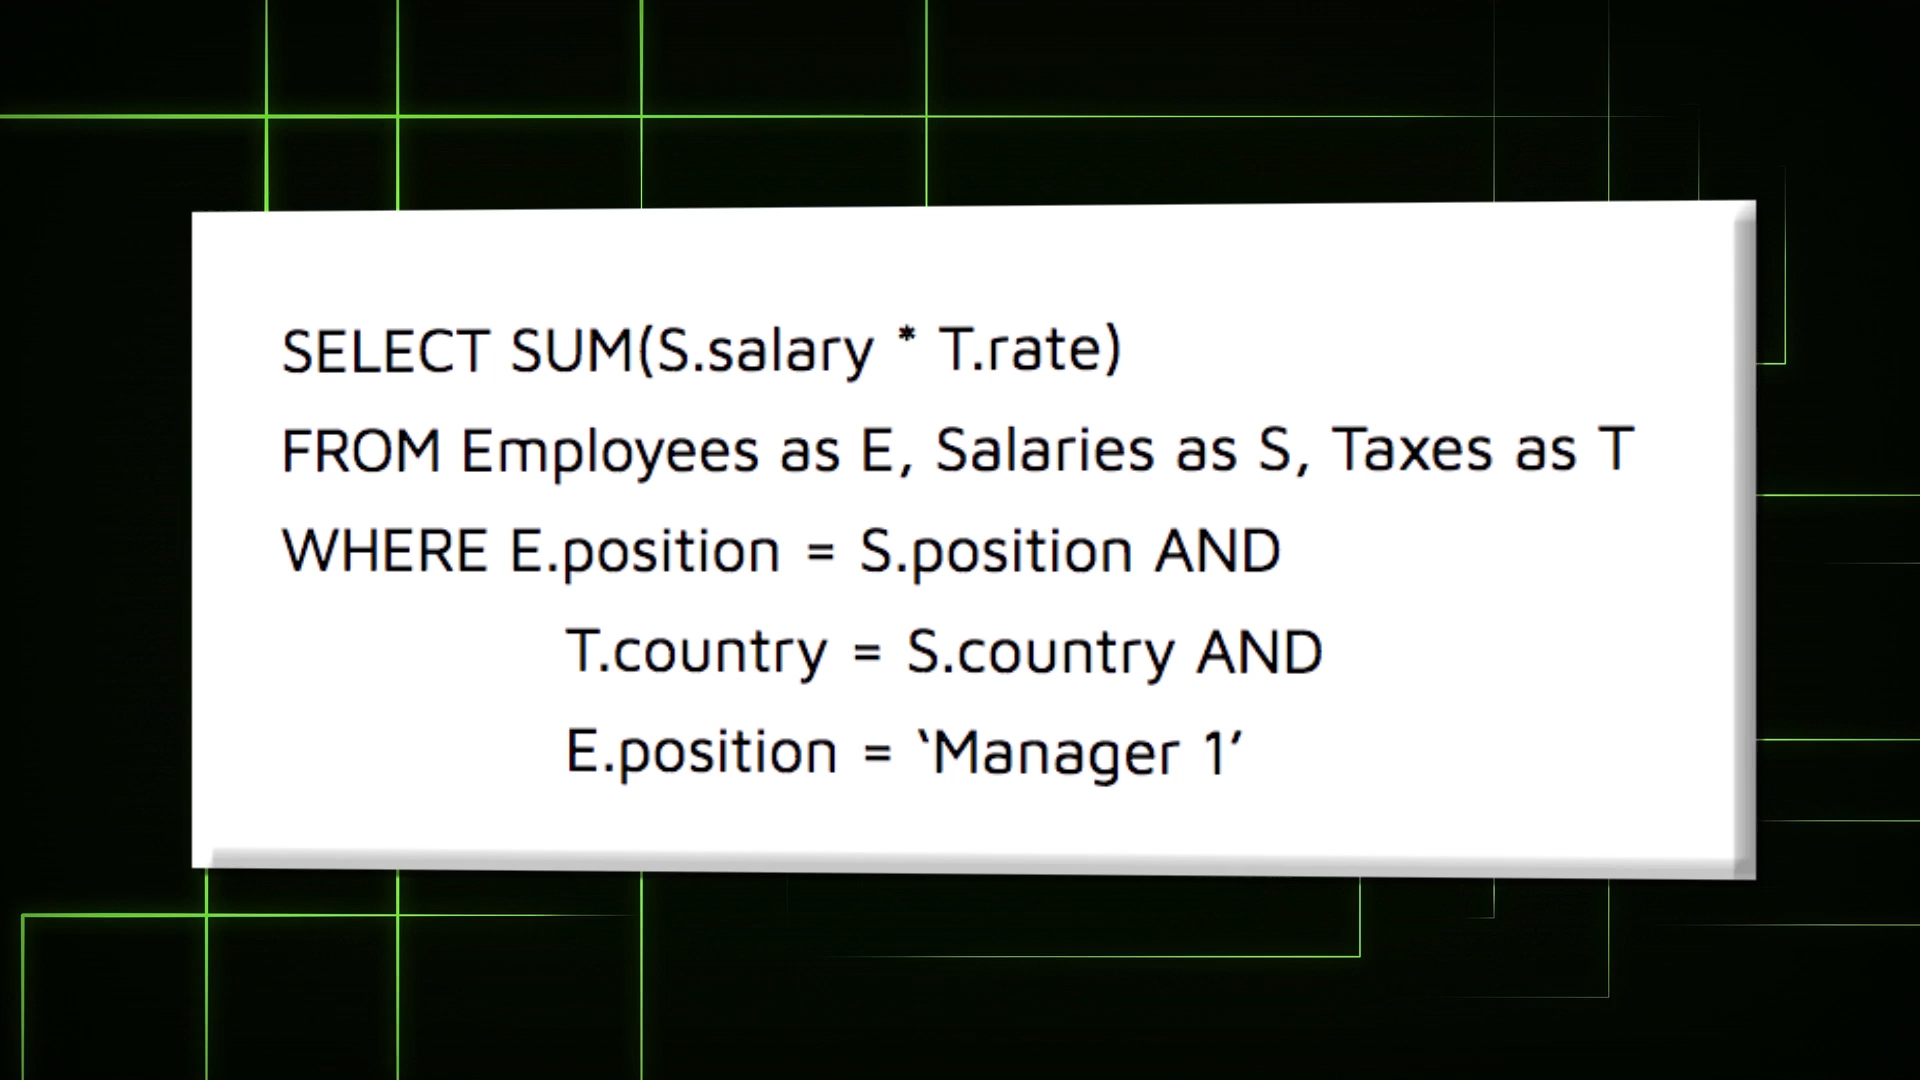 SELECT SUM(S.salary * T.rate)
FROM Employees as E, Salaries as S, Taxes as T
WHERE E.position = S.position AND
T.country = S.country AND
E.position = ‘Manager 1’